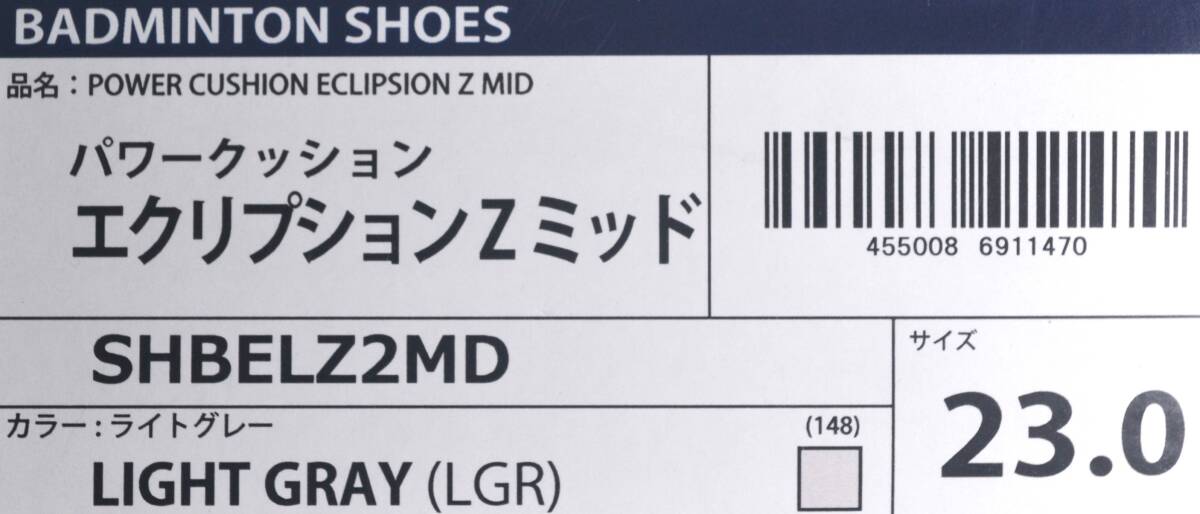 BADMINTON SHOES
品名：POWER CUSHION ECLIPSION Z MID
パワークッション
エクリプションZミッド
455008 6911470
SHBELZ2MD
サイズ
23.0
カラー：ライトグレー
(148)
LIGHT GRAY (LGR)